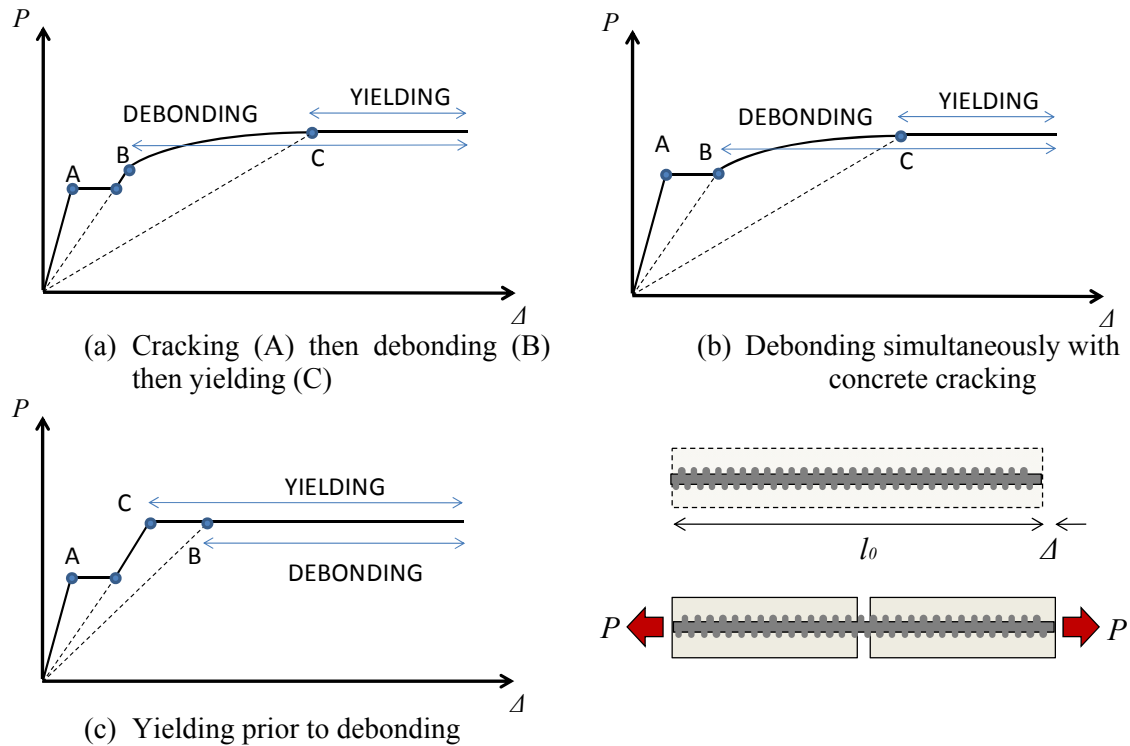 P
YIELDING
DEBONDING
A
B
C
Δ
(a) Cracking (A) then debonding (B)
then yielding (C)
P
YIELDING
DEBONDING
A
B
C
Δ
(b) Debonding simultaneously with
concrete cracking
P
YIELDING
C
A
B
DEBONDING
Δ
(c) Yielding prior to debonding
l0
Δ
P
P